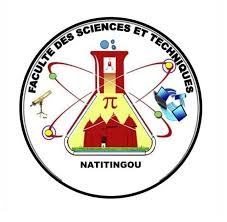 FACULTE DES SCIENCES ET TECHNIQUES
π
NATITINGOU